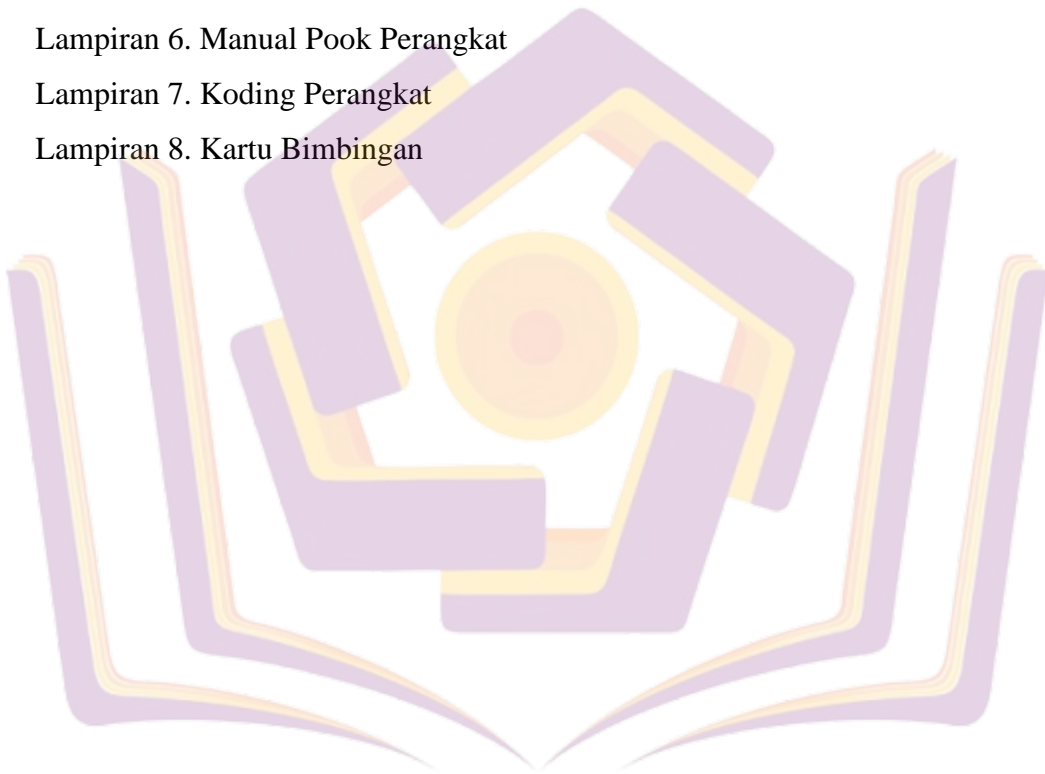 Lampiran 6. Manual Pook Perangkat
Lampiran 7. Koding Perangkat
Lampiran 8. Kartu Bimbingan